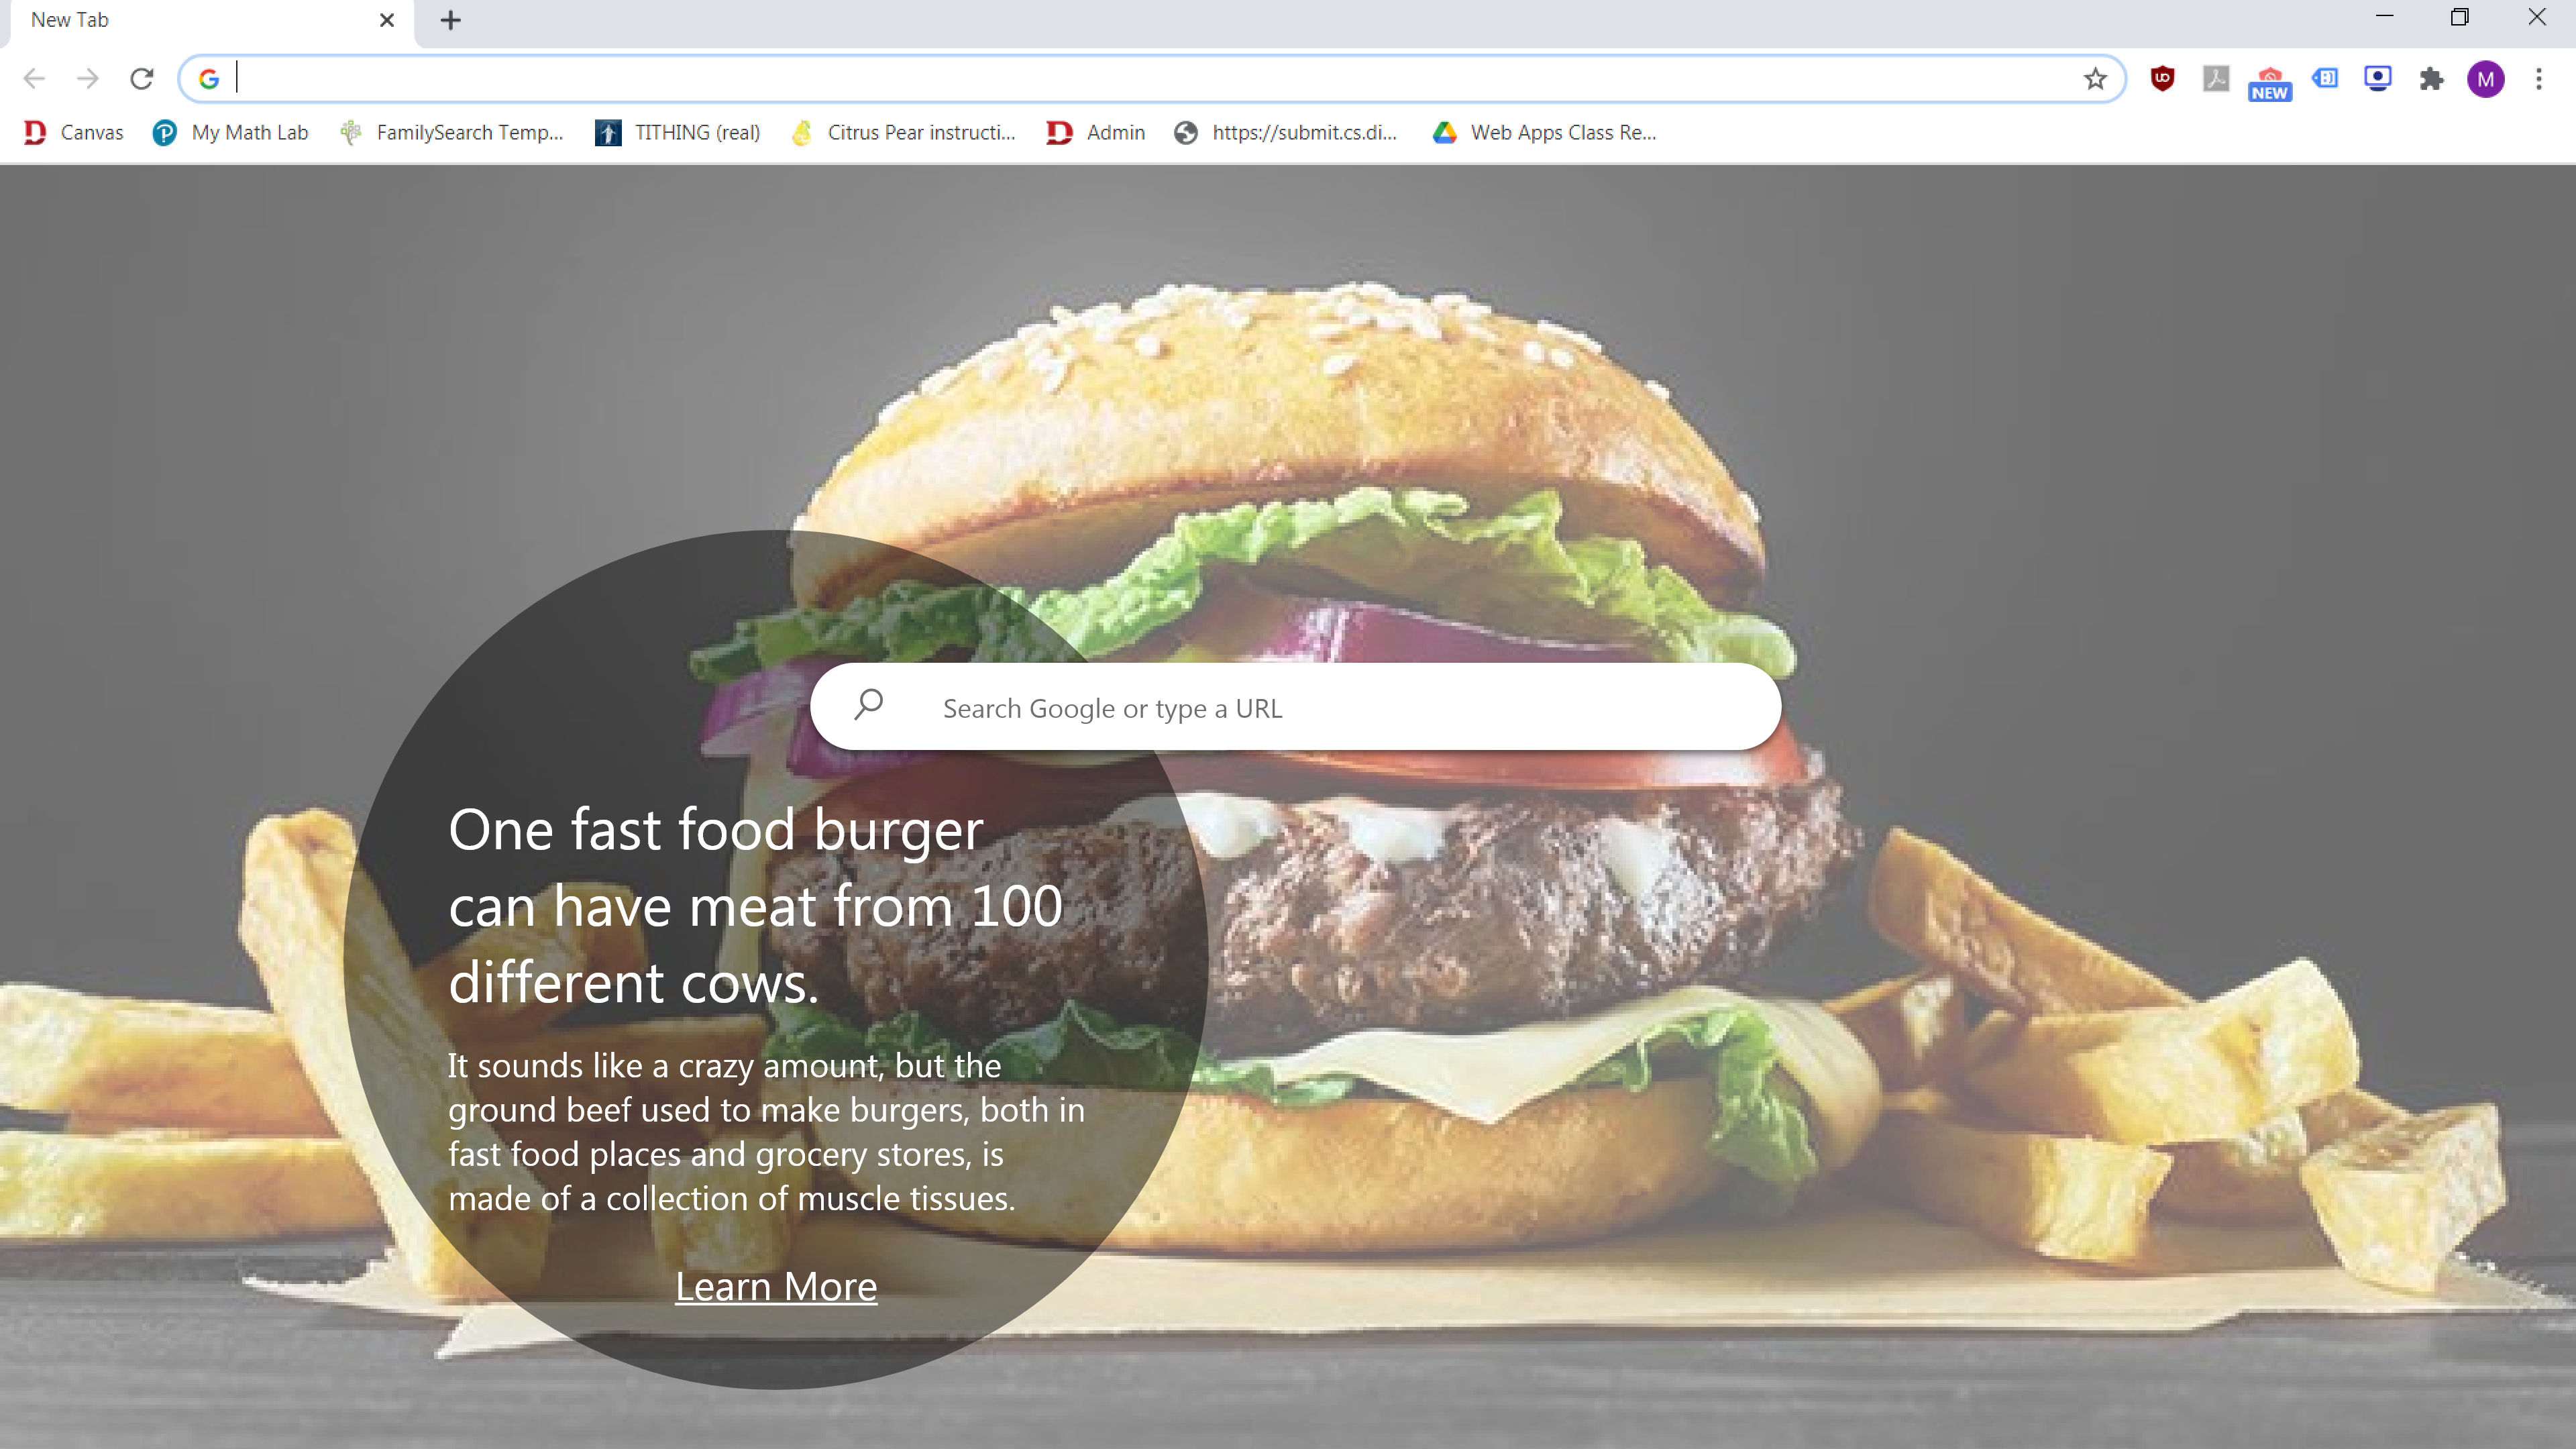 New Tab
NEW
M
Canvas
My Math Lab
FamilySearch Temp...
TITHING (real)
Citrus Pear instructi...
Admin
https://submit.cs.di...
Web Apps Class Re...
Search Google or type a URL
One fast food burger
can have meat from 100
different cows.
It sounds like a crazy amount, but the
ground beef used to make burgers, both in
fast food places and grocery stores, is
made of a collection of muscle tissues.
Learn More